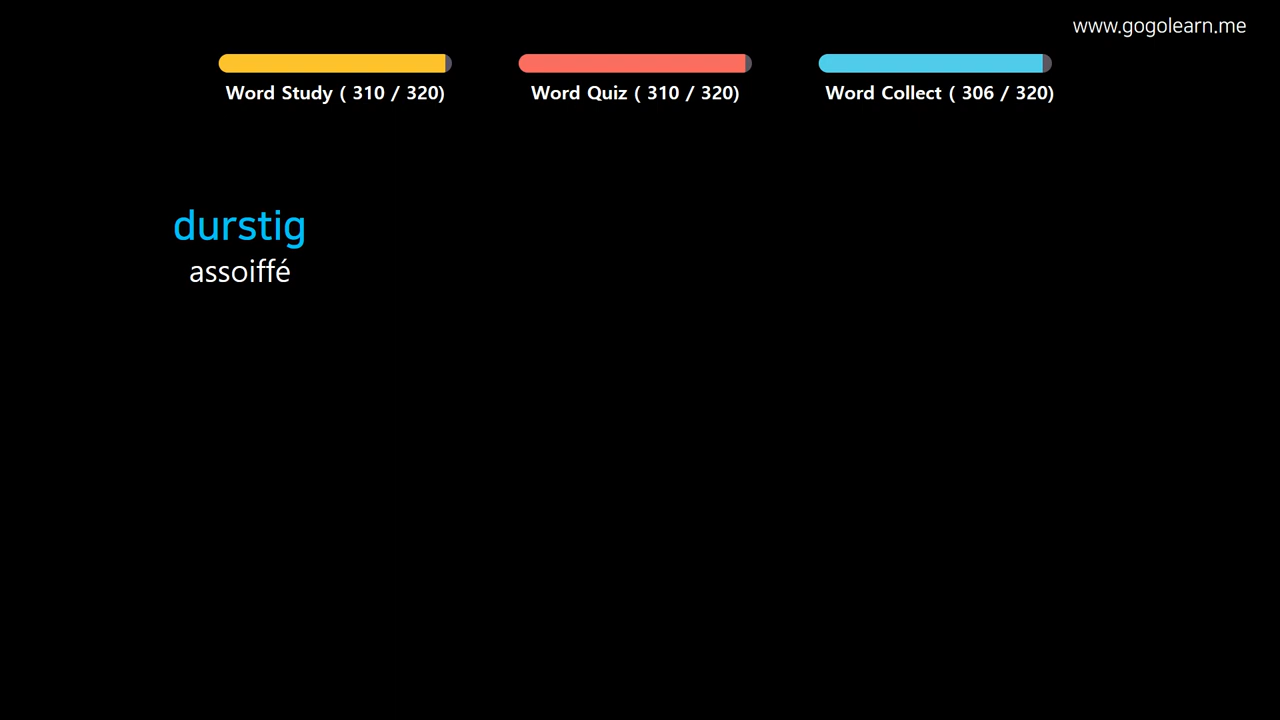 www.gogolearn.me
Word Study ( 310 / 320)
Word Quiz ( 310 / 320)
Word Collect ( 306 / 320)
durstig
assoiffé